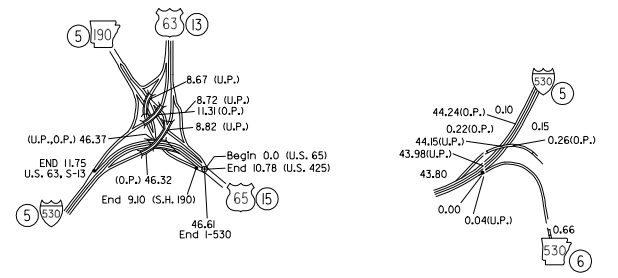 5
190
63
13
8.67 (U.P.)
8.72 (U.P.)
11.31(O.P.)
8.82 (U.P.)
(U.P.,O.P.) 46.37
END 11.75
U.S. 63, S-13
(O.P.) 46.32
End 9.10 (S.H. 190)
Begin 0.0 (U.S. 65)
End 10.78 (U.S. 425)
5
530
65
15
46.61
End I-530
530
5
44.24(O.P.)
0.10
0.22(O.P.)
0.15
44.15(U.P.)
0.26(O.P.)
43.98(U.P.)
43.80
0.00
0.04(U.P.)
0.66
530
6